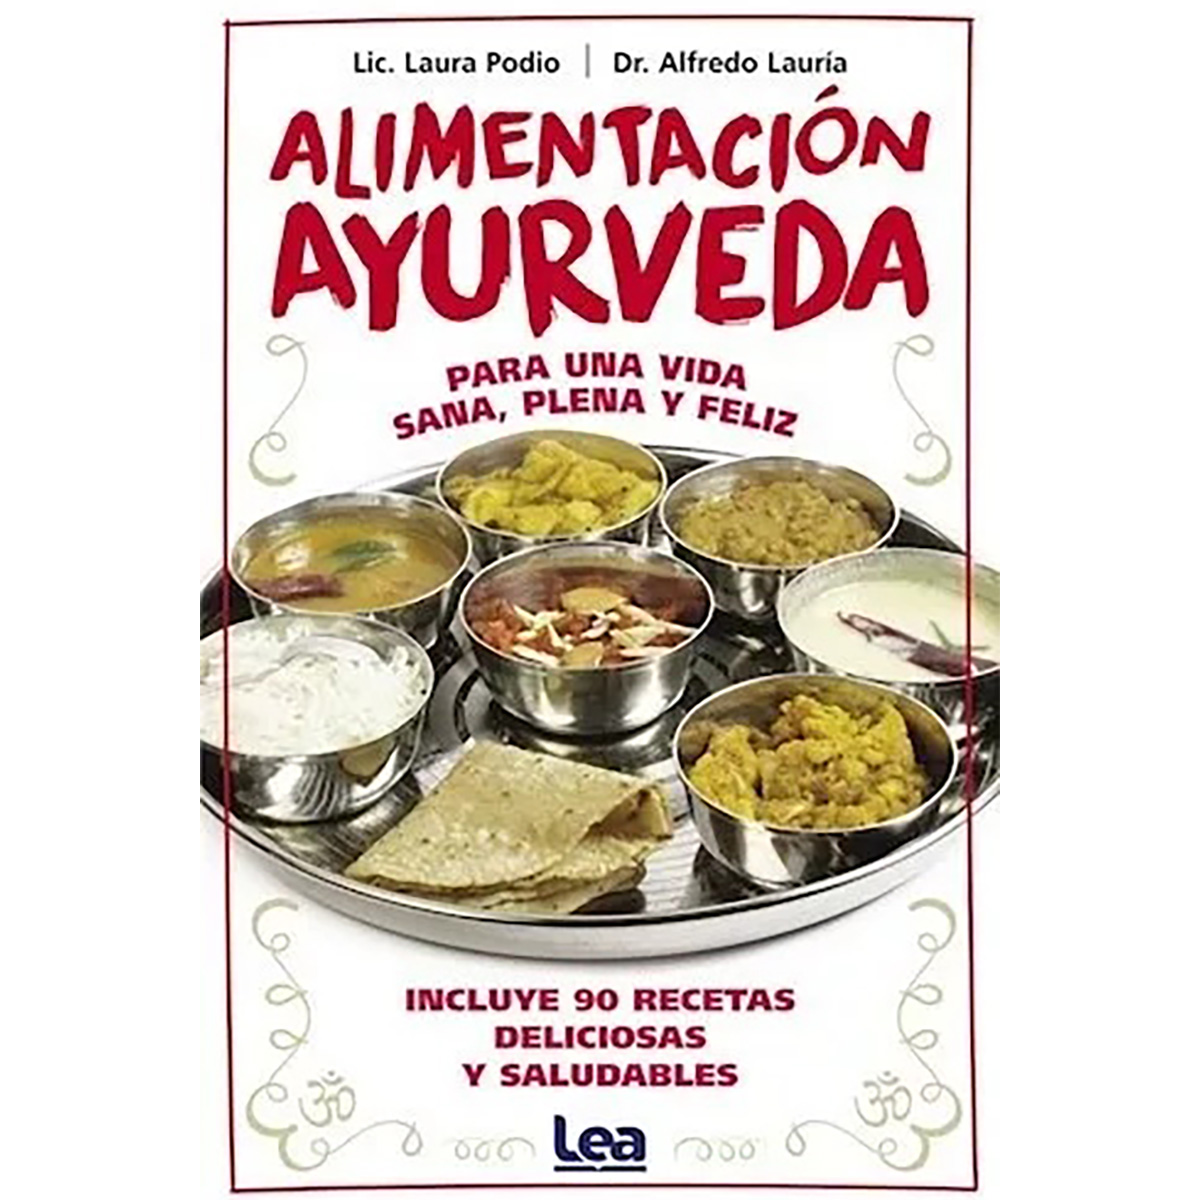 Lic. Laura Podio | Dr. Alfredo Lauría
ALIMENTACIÓN
AYURVEDA
PARA UNA VIDA
SANA, PLENA Y FELIZ
INCLUYE 90 RECETAS
DELICIOSAS
Y SALUDABLES
ॐ ॐ
Lea